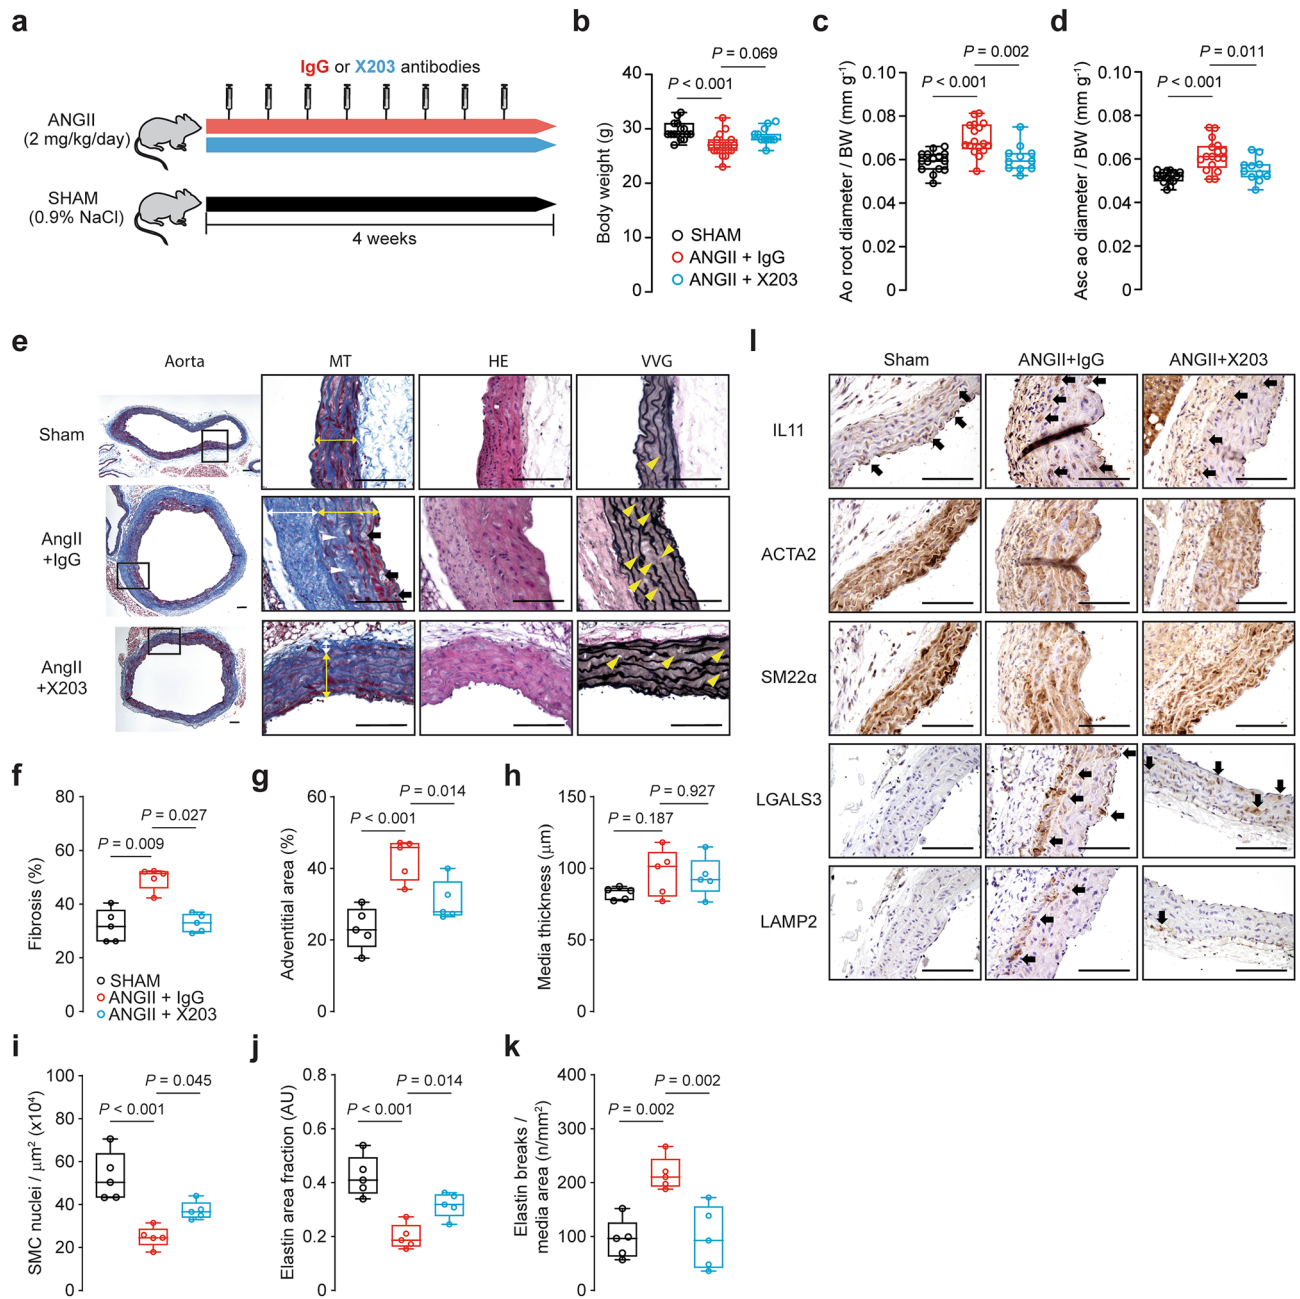 a
IgG or X203 antibodies
ANGII
(2 mg/kg/day)
SHAM
(0.9% NaCl)
4 weeks
b
P = 0.069
P < 0.001
Body weight (g)
40
30
20
10
0
SHAM
ANGII + IgG
ANGII + X203
c
P = 0.002
P < 0.001
Ao root diameter / BW (mm g⁻¹)
0.10
0.08
0.06
0.04
0.02
0
d
P = 0.011
P < 0.001
Asc ao diameter / BW (mm g⁻¹)
0.10
0.08
0.06
0.04
0.02
0
e
Aorta
MT
HE
VVG
Sham
AngII
+IgG
AngII
+X203
f
P = 0.027
P = 0.009
Fibrosis (%)
80
60
40
20
0
SHAM
ANGII + IgG
ANGII + X203
g
P = 0.014
P < 0.001
Adventitial area (%)
60
40
20
0
h
P = 0.927
P = 0.187
Media thickness (μm)
150
100
50
0
i
P = 0.045
P < 0.001
SMC nuclei / μm² (x10⁴)
100
80
60
40
20
0
j
P = 0.014
P < 0.001
Elastin area fraction (AU)
0.8
0.6
0.4
0.2
0
k
P = 0.002
P = 0.002
Elastin breaks /
media area (n/mm²)
400
300
200
100
0
l
Sham
ANGII+IgG
ANGII+X203
IL11
ACTA2
SM22α
LGALS3
LAMP2